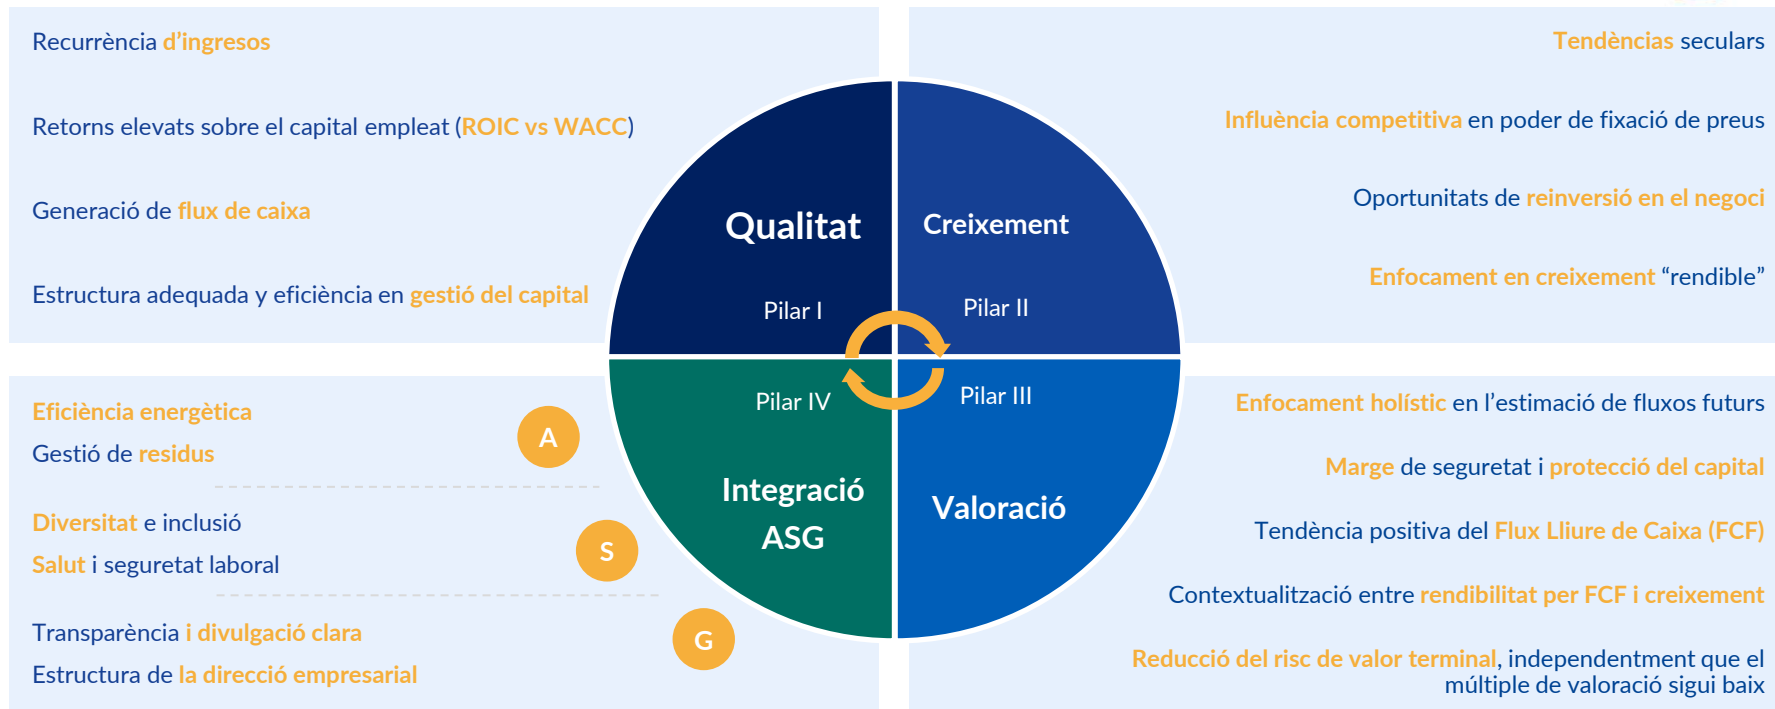 Recurrència d’ingresos
Retorns elevats sobre el capital empleat (ROIC vs WACC)
Generació de flux de caixa
Estructura adequada y eficiència en gestió del capital
Qualitat
Pilar I
Creixement
Pilar II
Tendències seculars
Influència competitiva en poder de fixació de preus
Oportunitats de reinversió en el negoci
Enfocament en creixement “rendible”
Eficiència energètica
Gestió de residus
A
Diversitat e inclusió
Salut i seguretat laboral
S
Transparència i divulgació clara
Estructura de la direcció empresarial
G
Pilar IV
Integració
ASG
Pilar III
Valoració
Enfocament holístic en l’estimació de fluxos futurs
Marge de seguretat i protecció del capital
Tendència positiva del Flux Lliure de Caixa (FCF)
Contextualització entre rendibilitat per FCF i creixement
Reducció del risc de valor terminal, independentment que el
múltiple de valoració sigui baix